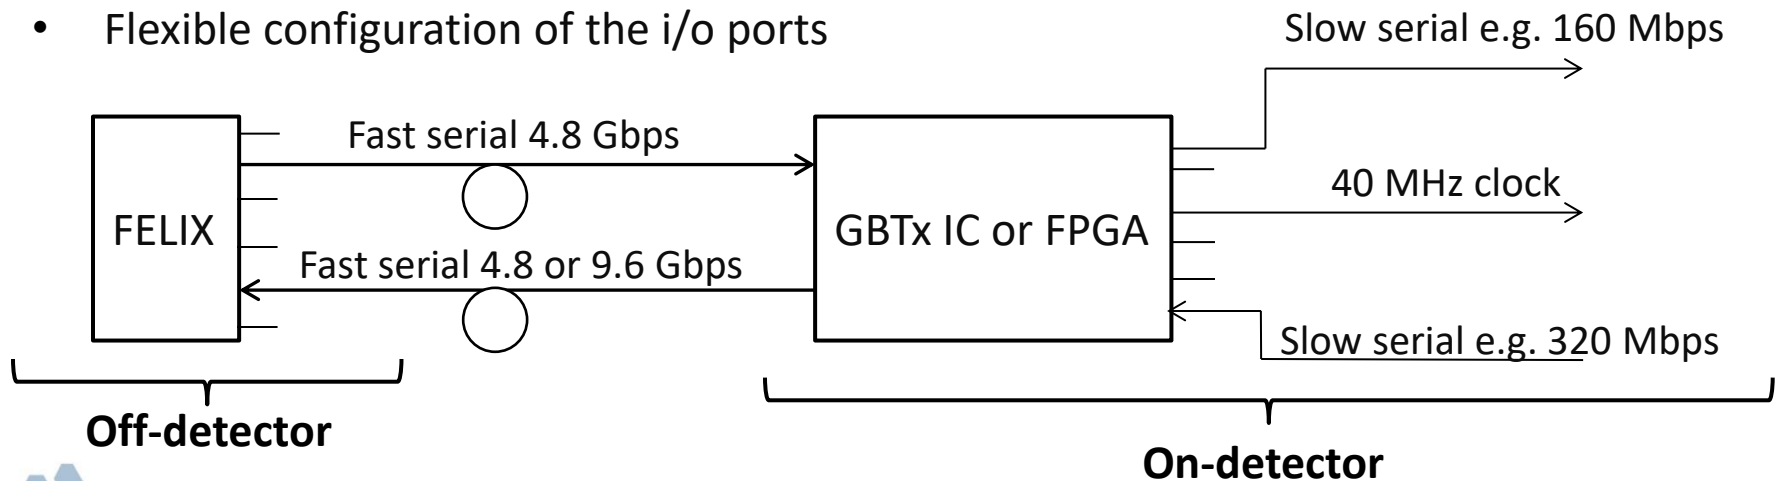 • Flexible configuration of the i/o ports
Slow serial e.g. 160 Mbps
Fast serial 4.8 Gbps
40 MHz clock
FELIX
GBTx IC or FPGA
Fast serial 4.8 or 9.6 Gbps
Slow serial e.g. 320 Mbps
Off-detector
On-detector